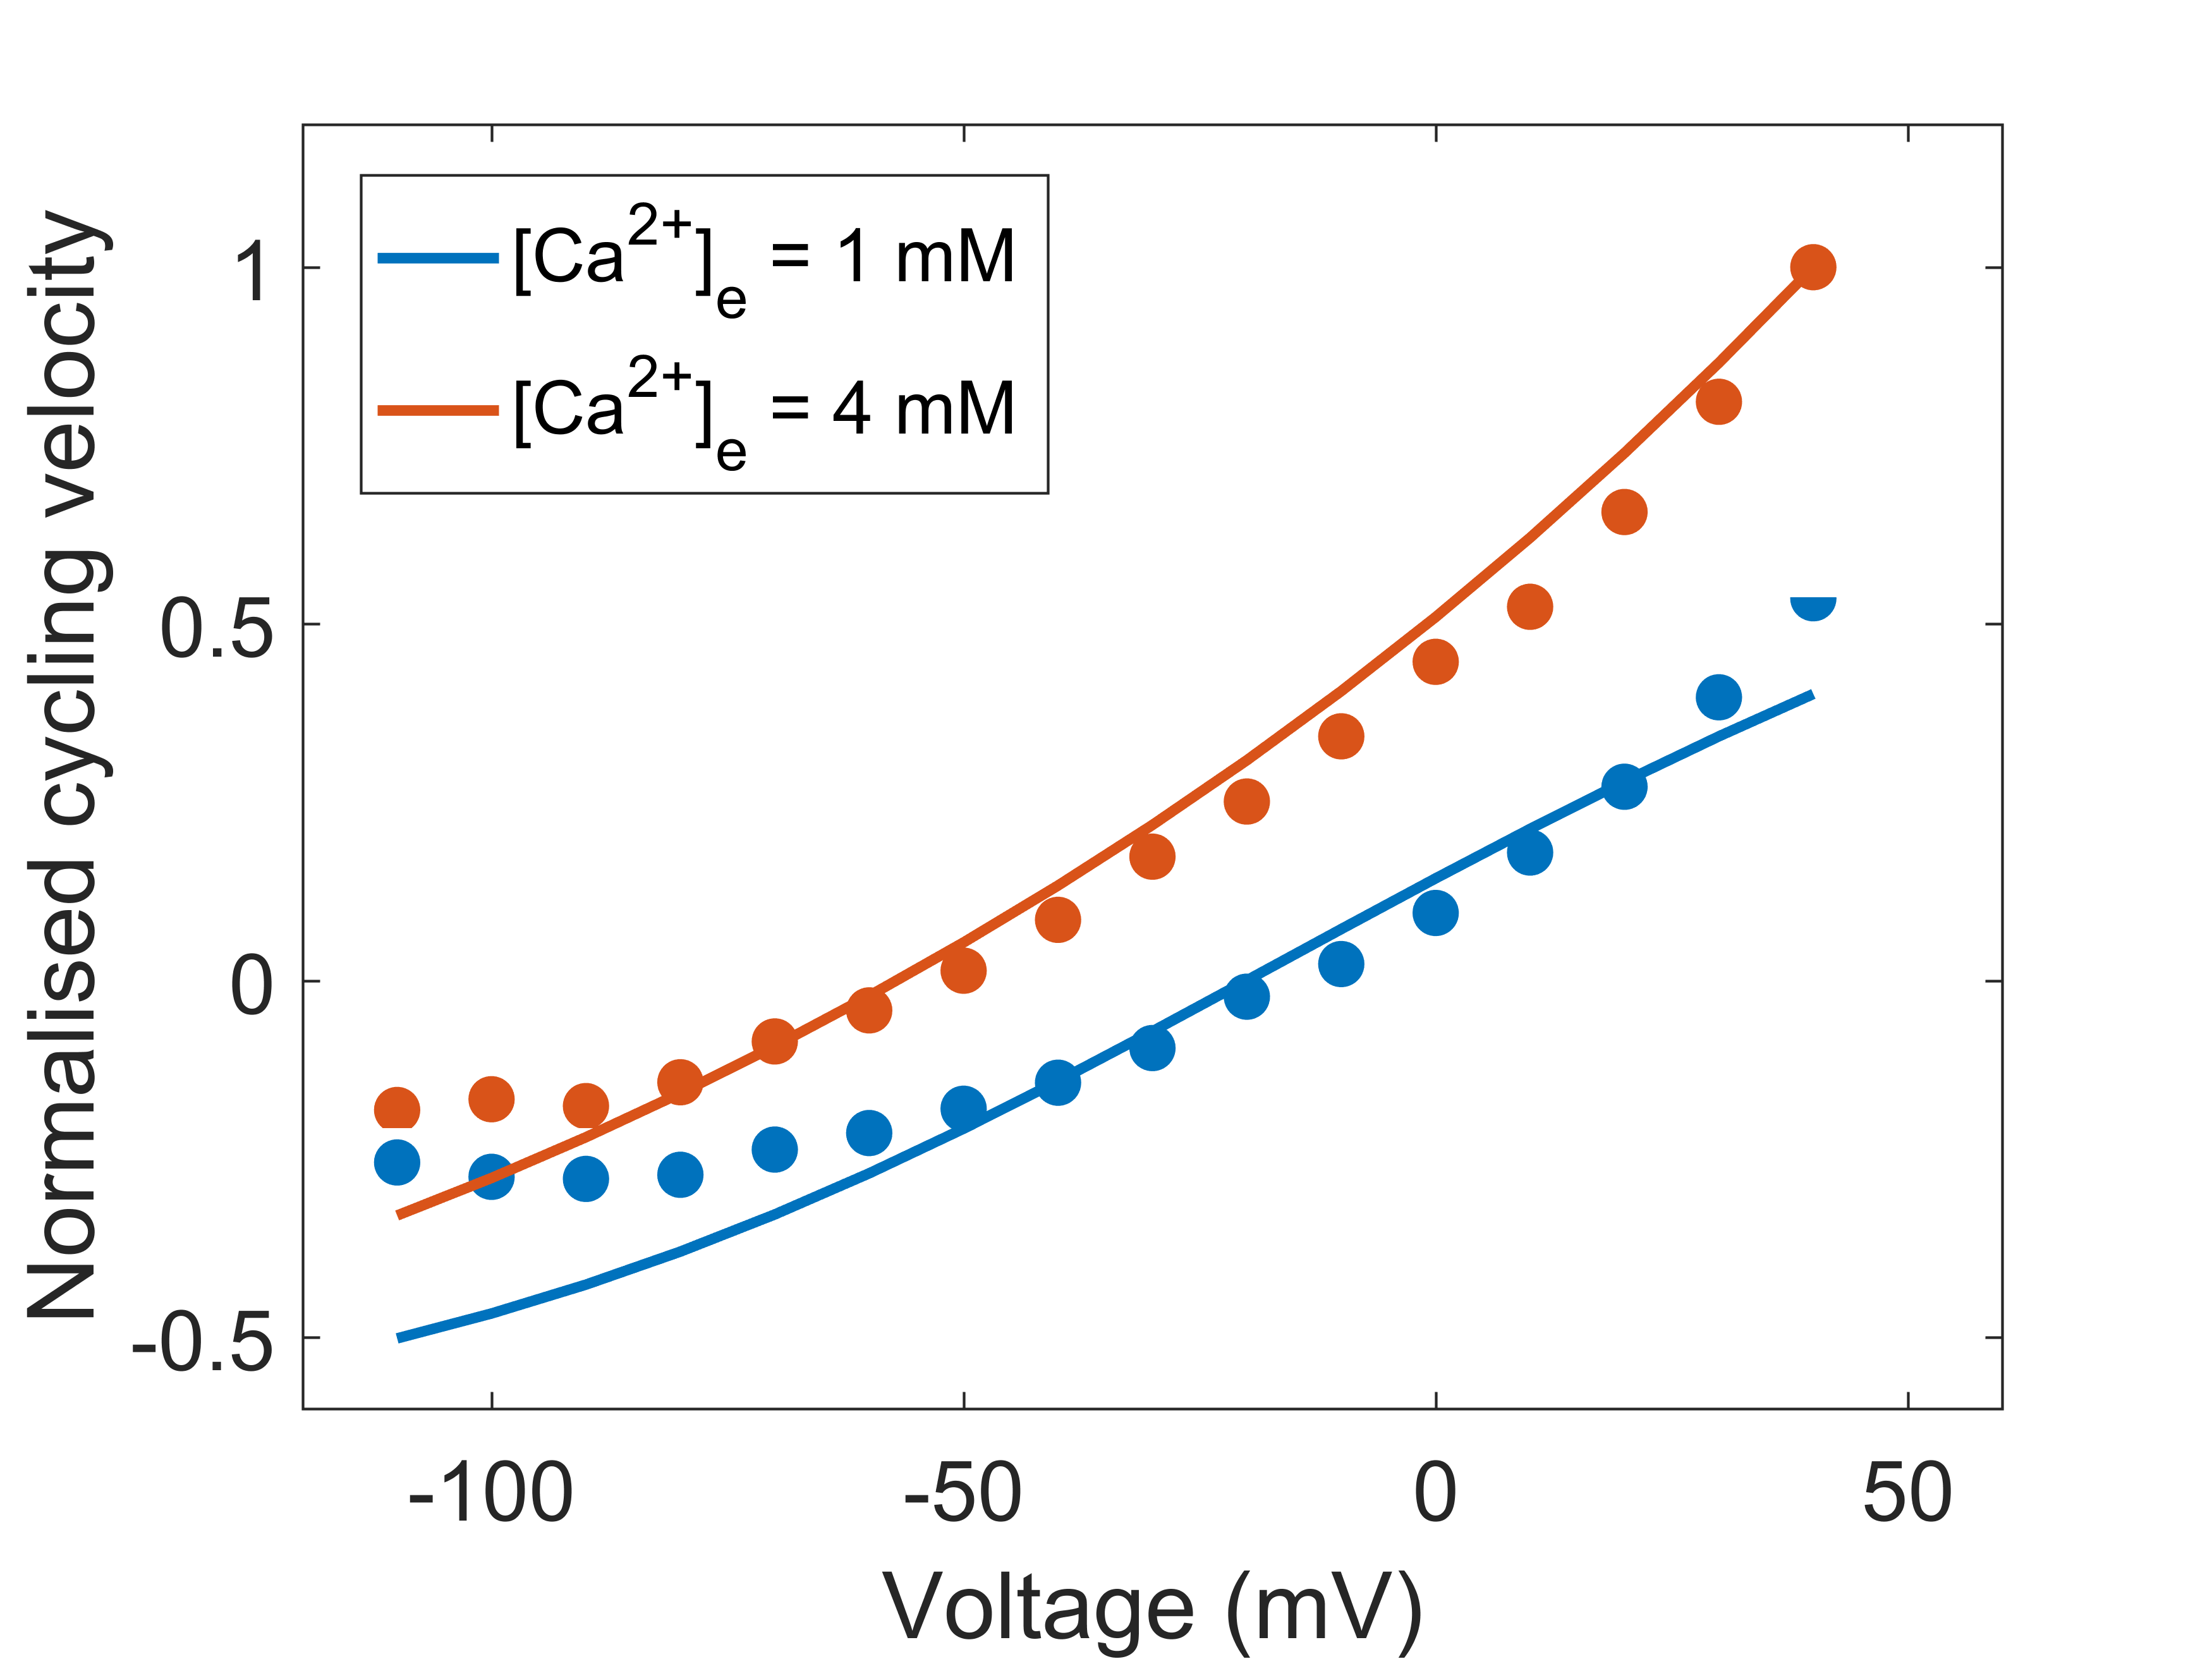 [Ca²⁺]ₑ = 1 mM
[Ca²⁺]ₑ = 4 mM
1
0.5
0
-0.5
Normalised cycling velocity
-100 -50 0 50
Voltage (mV)